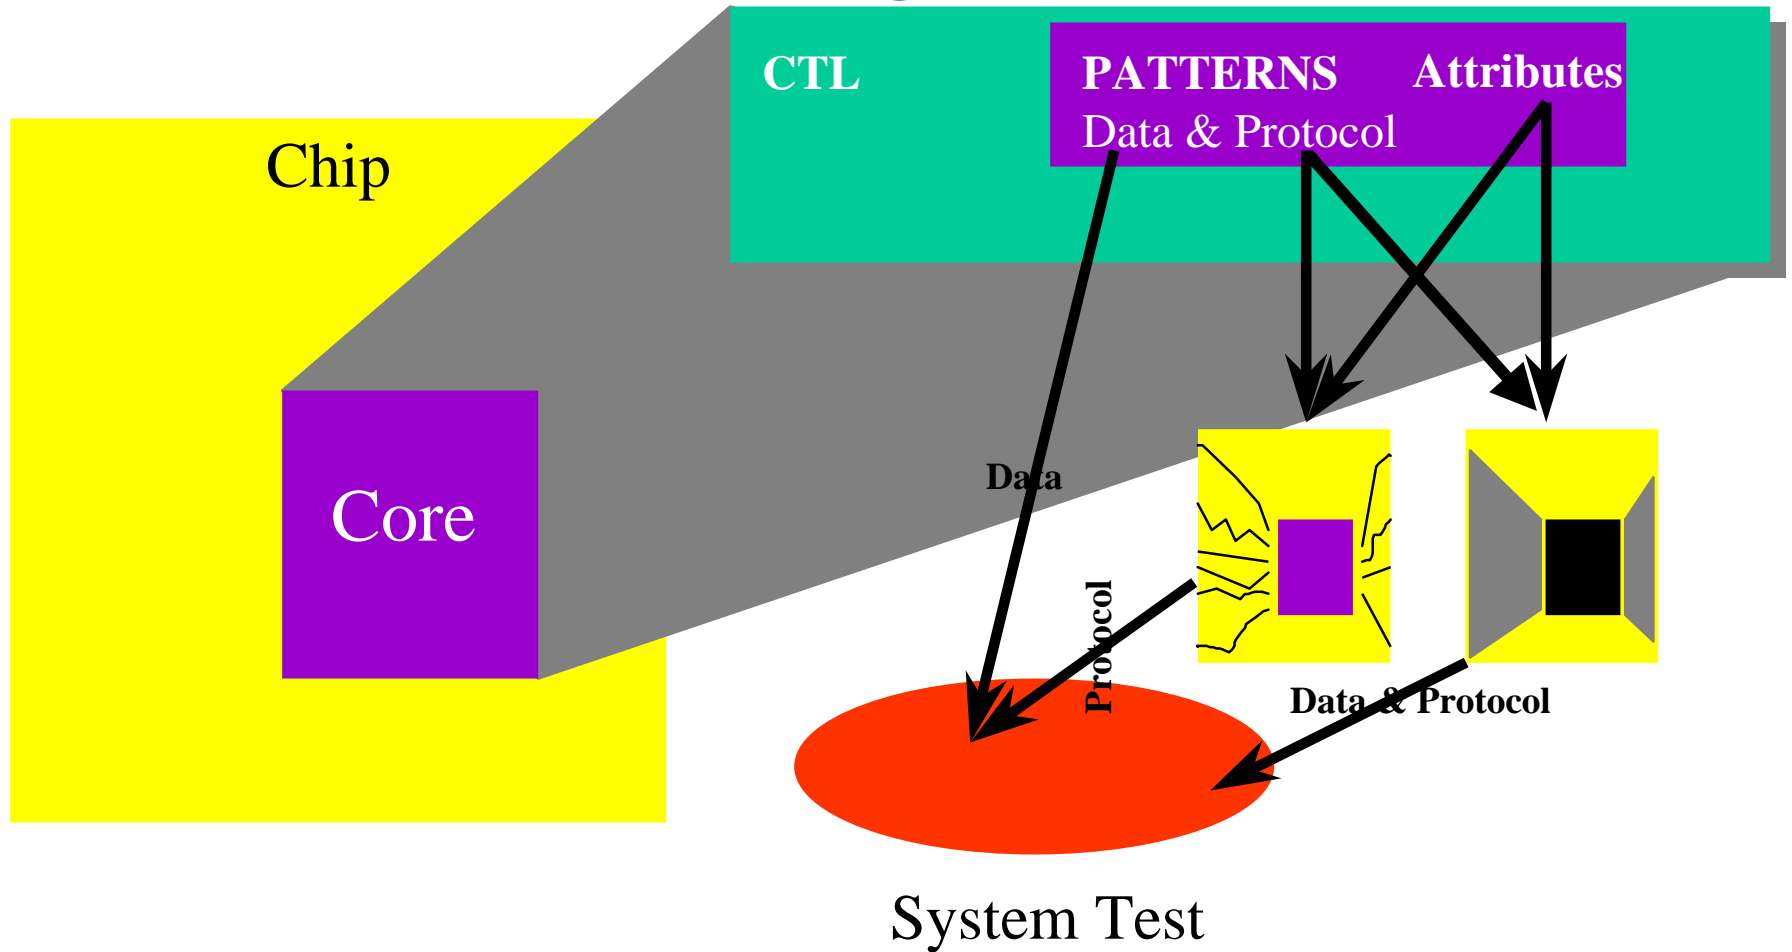 CTL
PATTERNS
Attributes
Data & Protocol
Chip
Core
Data
Protocol
Data & Protocol
System Test